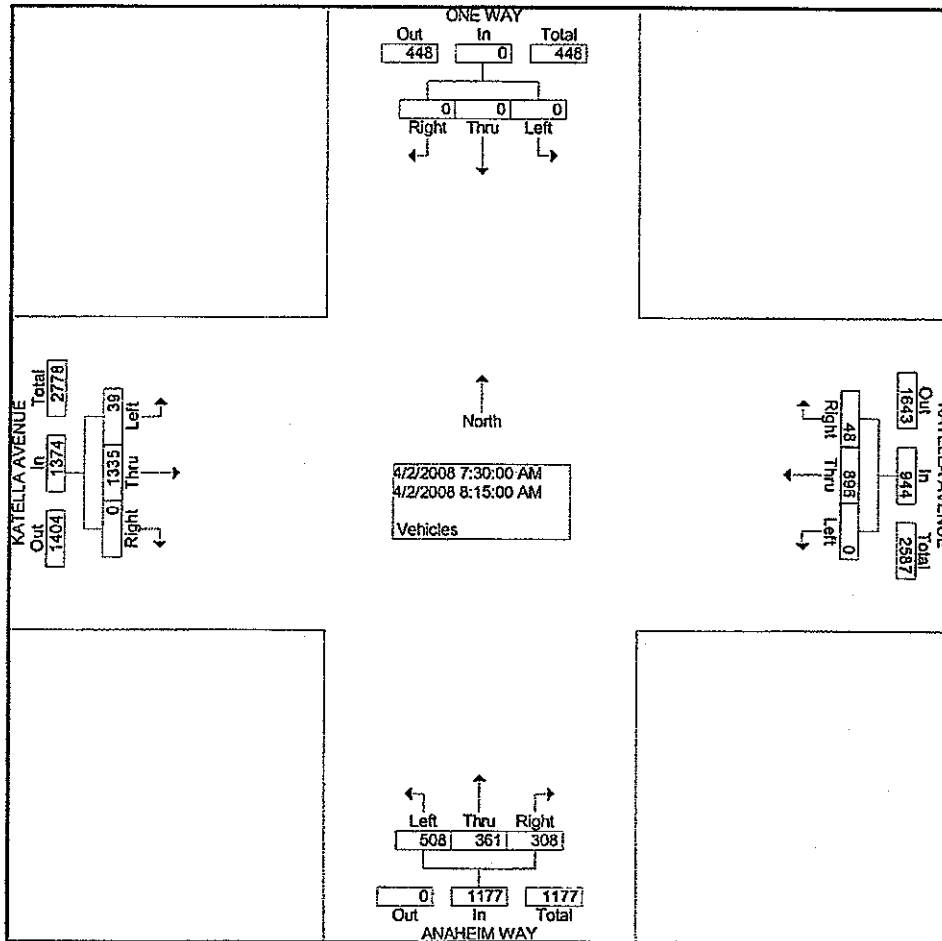 ONE WAY
Out In Total
448 0 448
0 0 0
Right Thru Left
KATELLA AVENUE
Total 2778
In 1374
Out 1404
39 Left
1335 Thru
0 Right
North
4/2/2008 7:30:00 AM
4/2/2008 8:15:00 AM
Vehicles
Right 48
Thru 896
Left 0
Out 1643
In 944
Total 2587
KATELLA AVENUE
Left Thru Right
508 361 308
0 1177 1177
Out In Total
ANAHEIM WAY